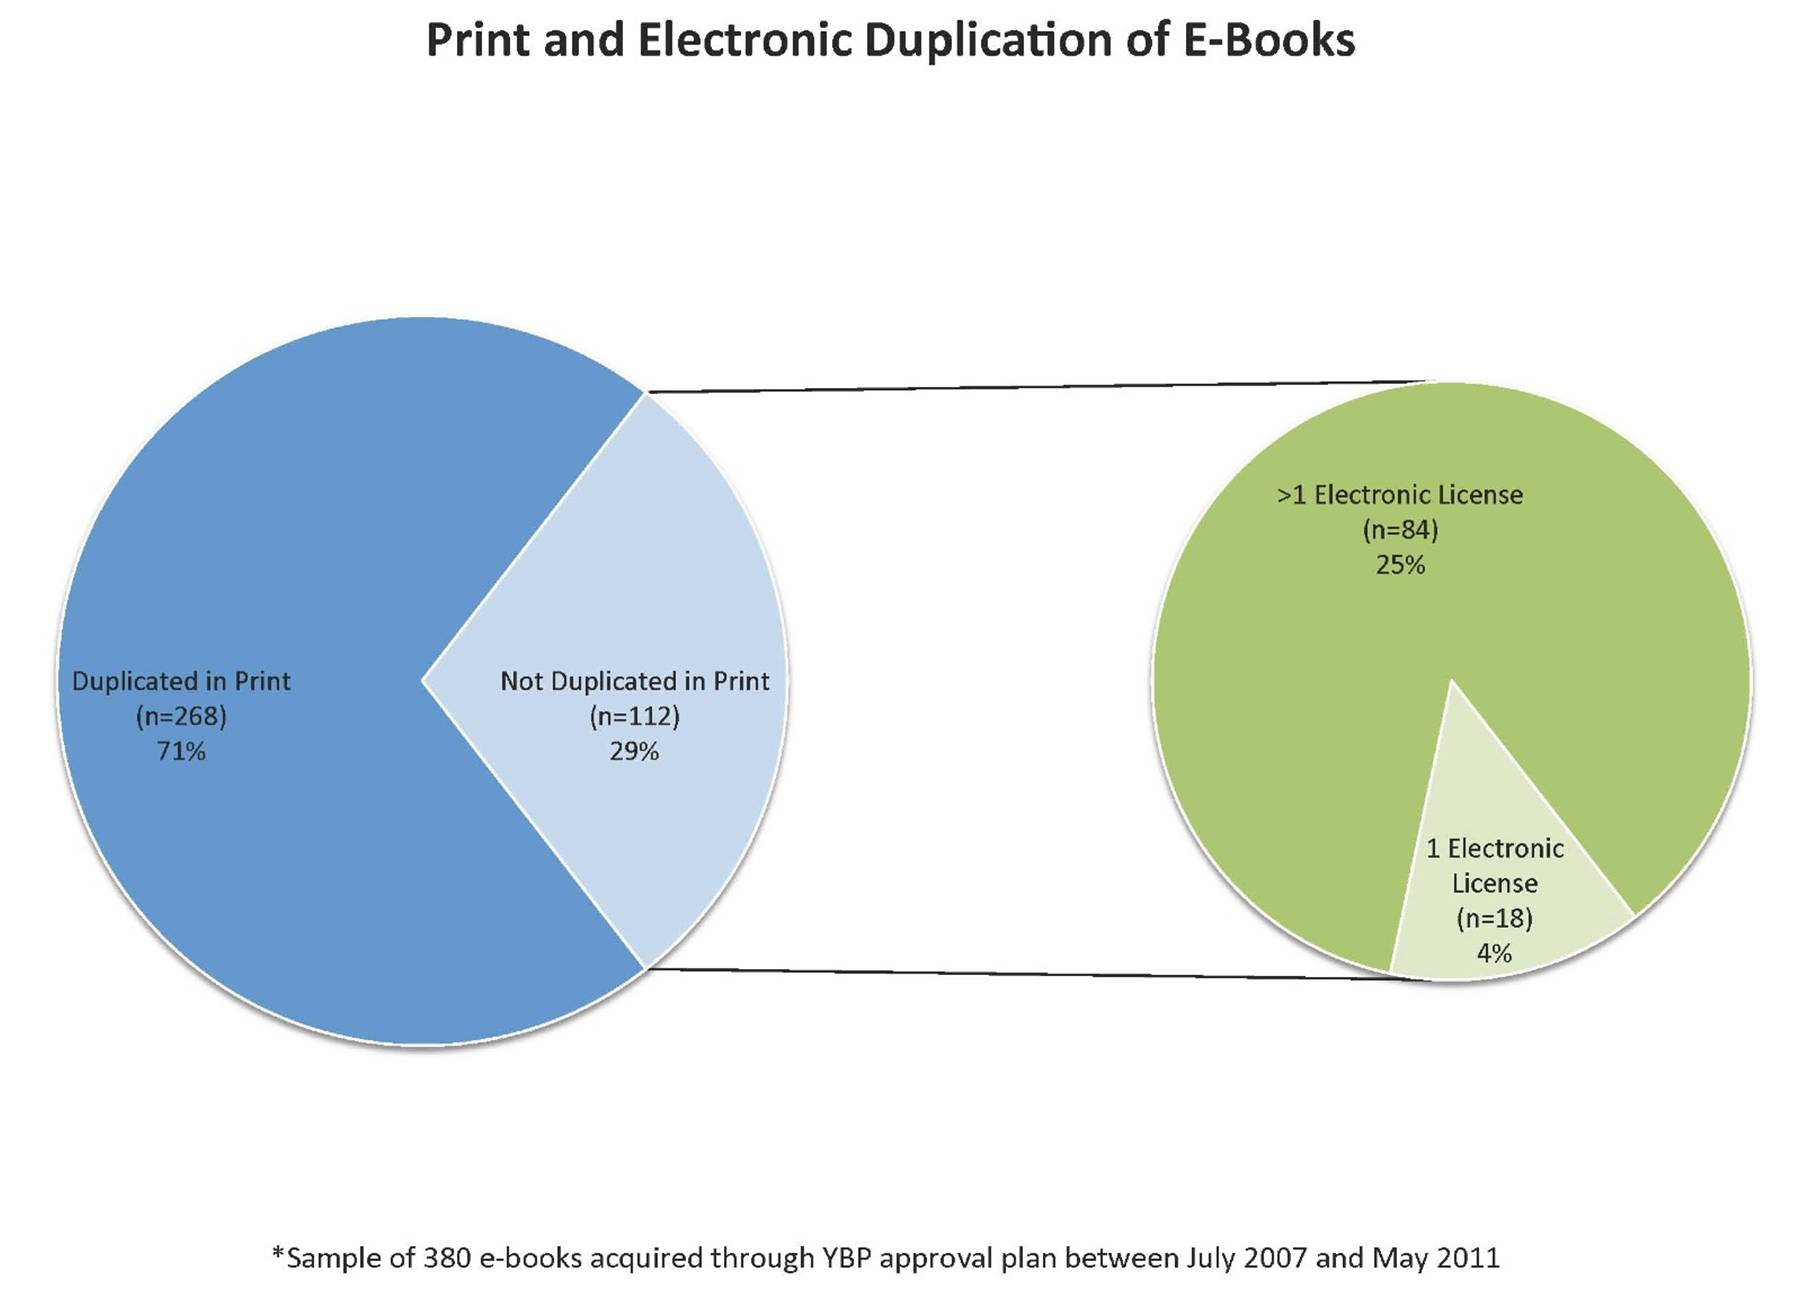 Print and Electronic Duplication of E-Books
Duplicated in Print
(n=268)
71%
Not Duplicated in Print
(n=112)
29%
>1 Electronic License
(n=84)
25%
1 Electronic
License
(n=18)
4%
*Sample of 380 e-books acquired through YBP approval plan between July 2007 and May 2011